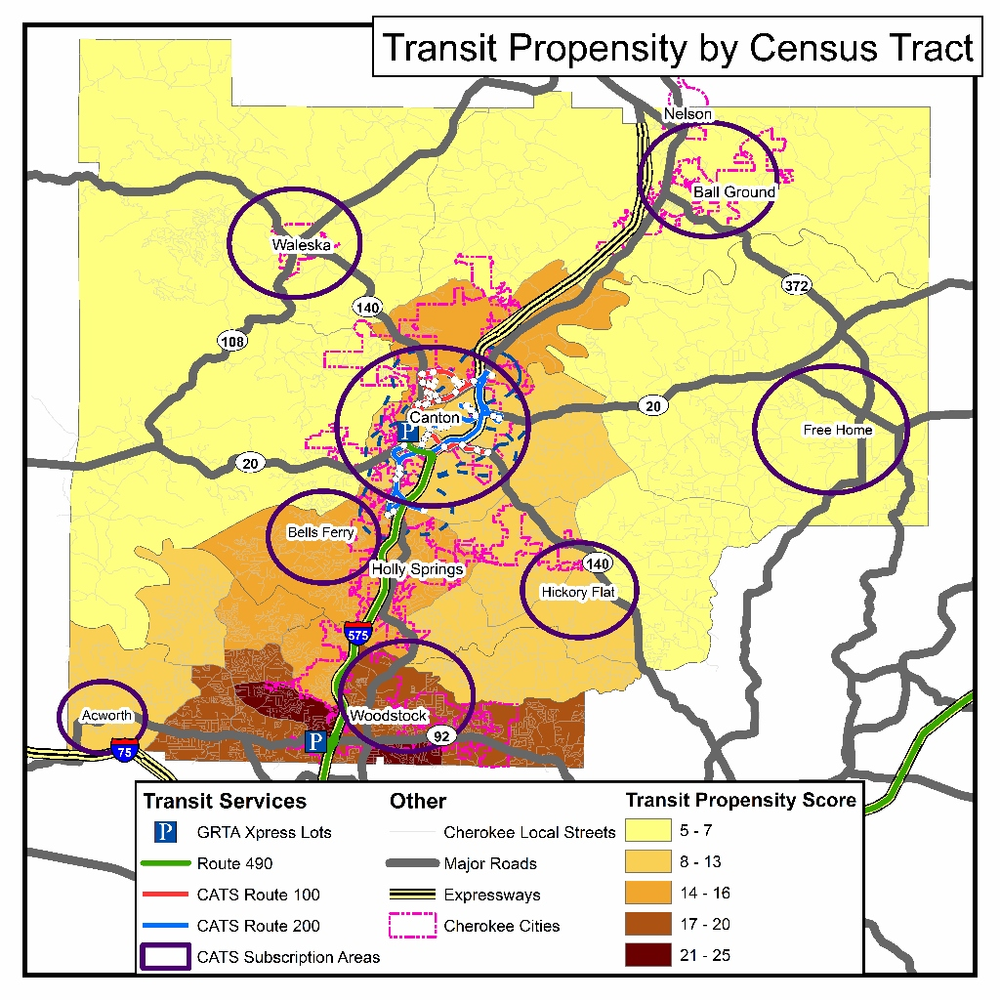 Transit Propensity by Census Tract
Nelson
Ball Ground
Waleska
372
140
108
Canton
P
20
Free Home
20
Bells Ferry
Holly Springs
140
Hickory Flat
575
Acworth
Woodstock
92
P
75
Transit Services
P GRTA Xpress Lots
Route 490
CATS Route 100
CATS Route 200
CATS Subscription Areas
Other
Cherokee Local Streets
Major Roads
Expressways
Cherokee Cities
Transit Propensity Score
5 - 7
8 - 13
14 - 16
17 - 20
21 - 25